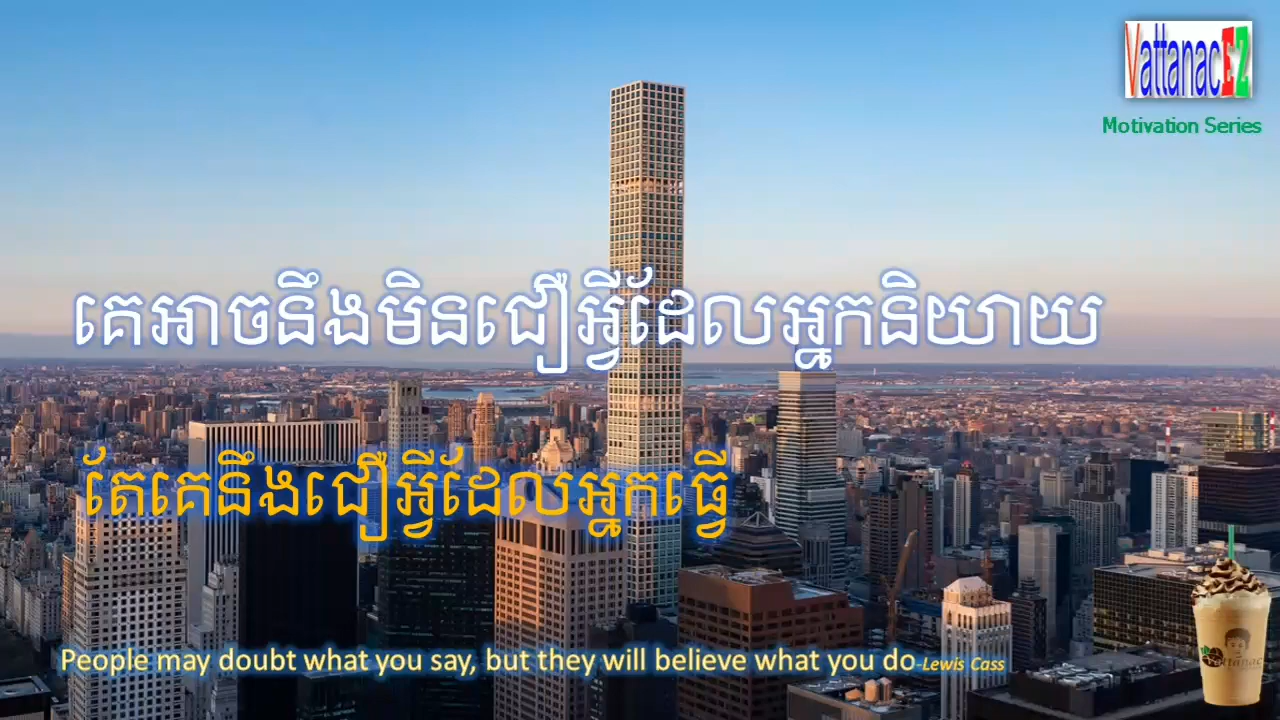 VattanacEZ
Motivation Series
គេអាចនឹងមិនជឿអ្វីដែលអ្នកនិយាយ
តែគេនឹងជឿអ្វីដែលអ្នកធ្វើ
People may doubt what you say, but they will believe what you do-Lewis Cass